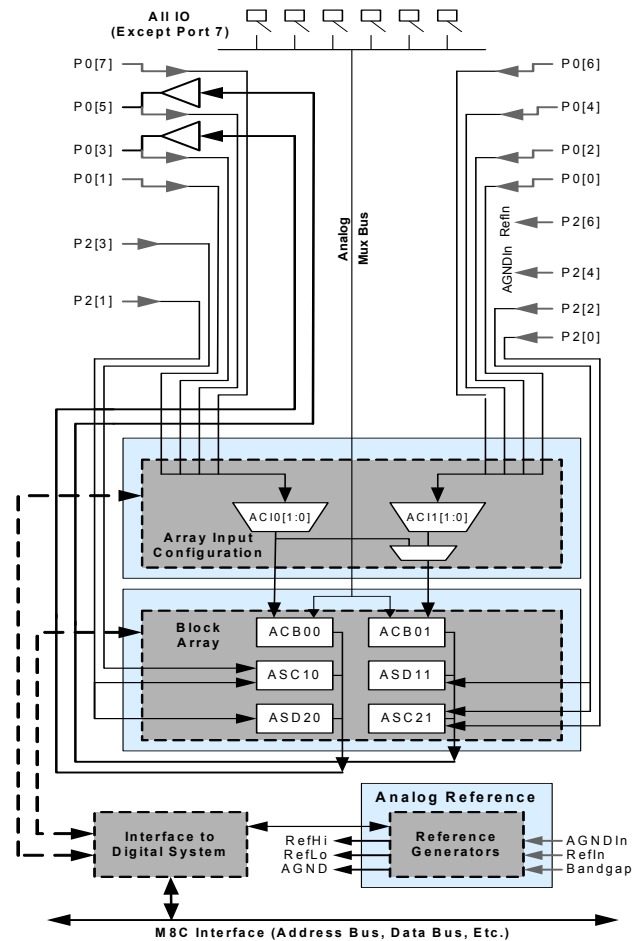 All IO
(Except Port 7)
P0[7]
P0[5]
P0[3]
P0[1]
P2[3]
P2[1]
P0[6]
P0[4]
P0[2]
P0[0]
P2[6]
P2[4]
P2[2]
P2[0]
AGNDIn RefIn
Analog
Mux Bus
ACI0[1:0]
ACI1[1:0]
Array Input
Configuration
Block
Array
ACB00
ACB01
ASC10
ASD11
ASD20
ASC21
Analog Reference
Interface to
Digital System
RefHi
RefLo
AGND
Reference
Generators
AGNDIn
RefIn
Bandgap
M8C Interface (Address Bus, Data Bus, Etc.)